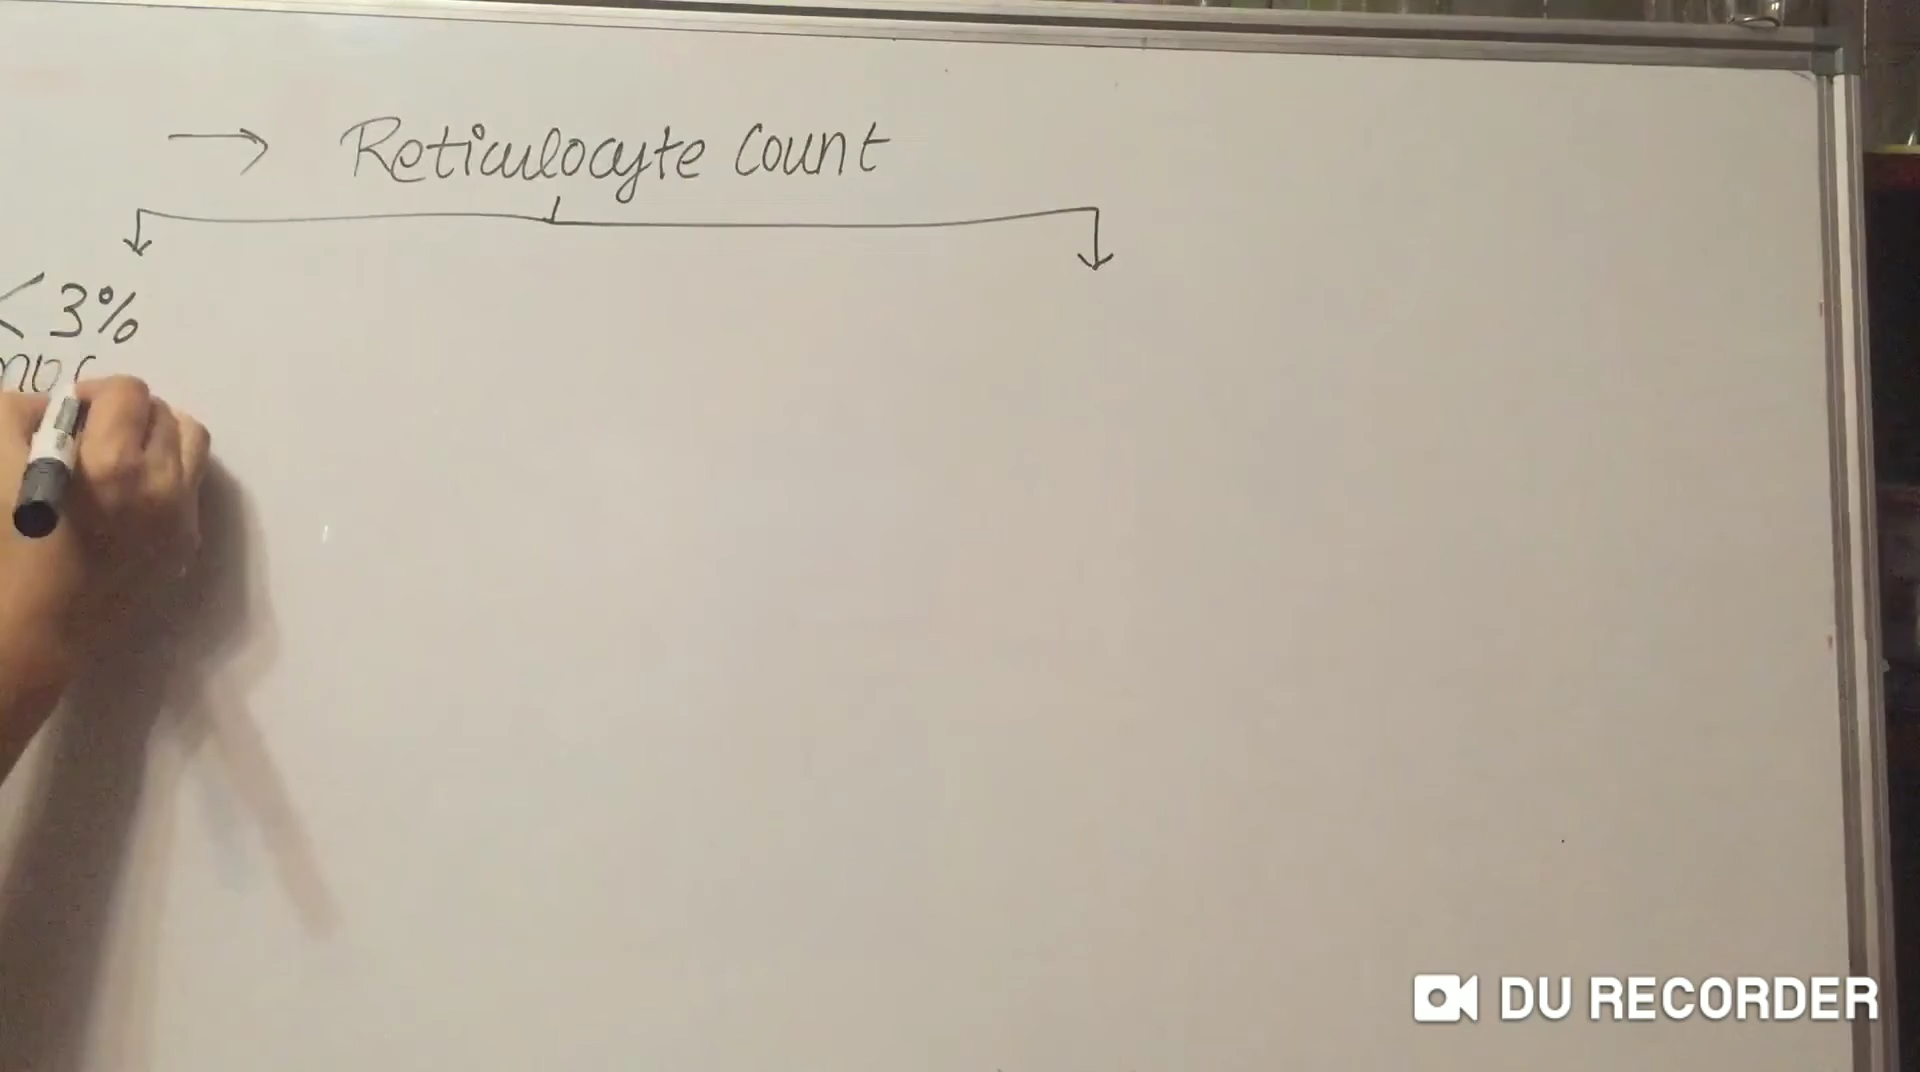 → Reticulocyte Count
< 3%
DU RECORDER